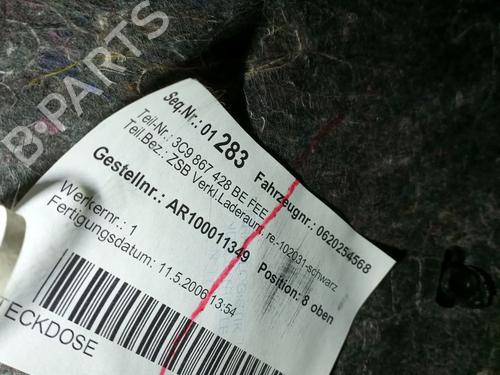 B-PARTS
Seq.Nr.: 01 283 Fahrzeugnr.: 0620254568
Teil-Nr.: 3C9 867 428 BE FEE
Teil.Bez.: ZSB Verkl.Laderaum: re.-102031-schwarz
Gestellnr.: AR100011349 Position: 8 oben
Werkernr.: 1
Fertigungsdatum: 11.5.2006 13:54
TECKDOSE